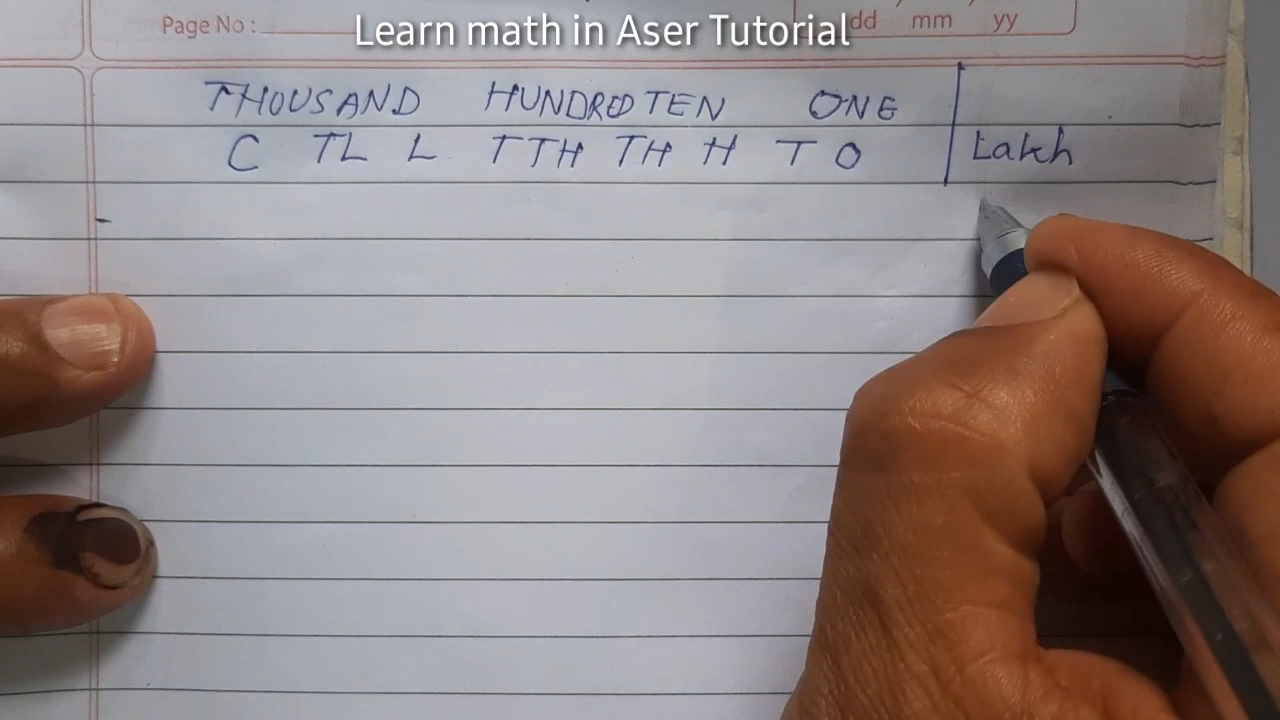 Learn math in Aser Tutorial
Page No :
dd mm yy
THOUSAND HUNDRED TEN ONE
C TL L TTH TH H T O Lakh